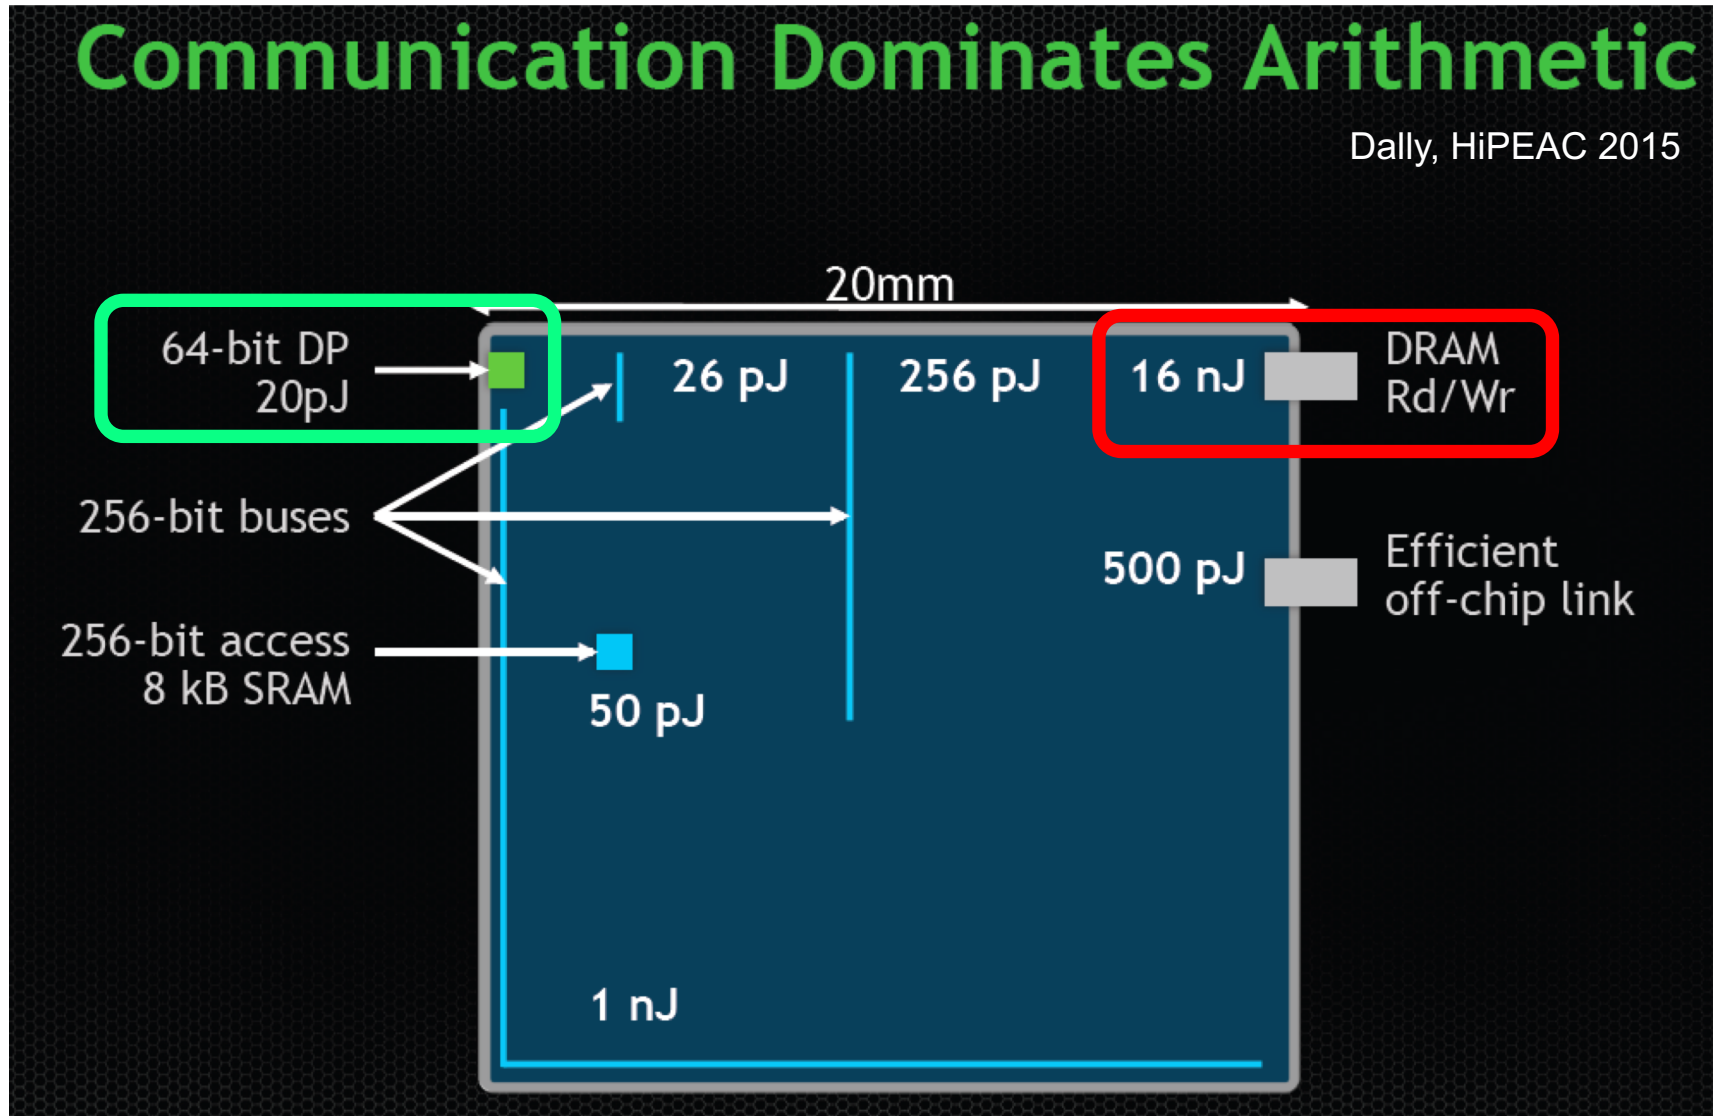 Communication Dominates Arithmetic
Dally, HiPEAC 2015
20mm
64-bit DP
20pJ
26 pJ
256 pJ
16 nJ
DRAM
Rd/Wr
256-bit buses
500 pJ
Efficient
off-chip link
256-bit access
8 kB SRAM
50 pJ
1 nJ